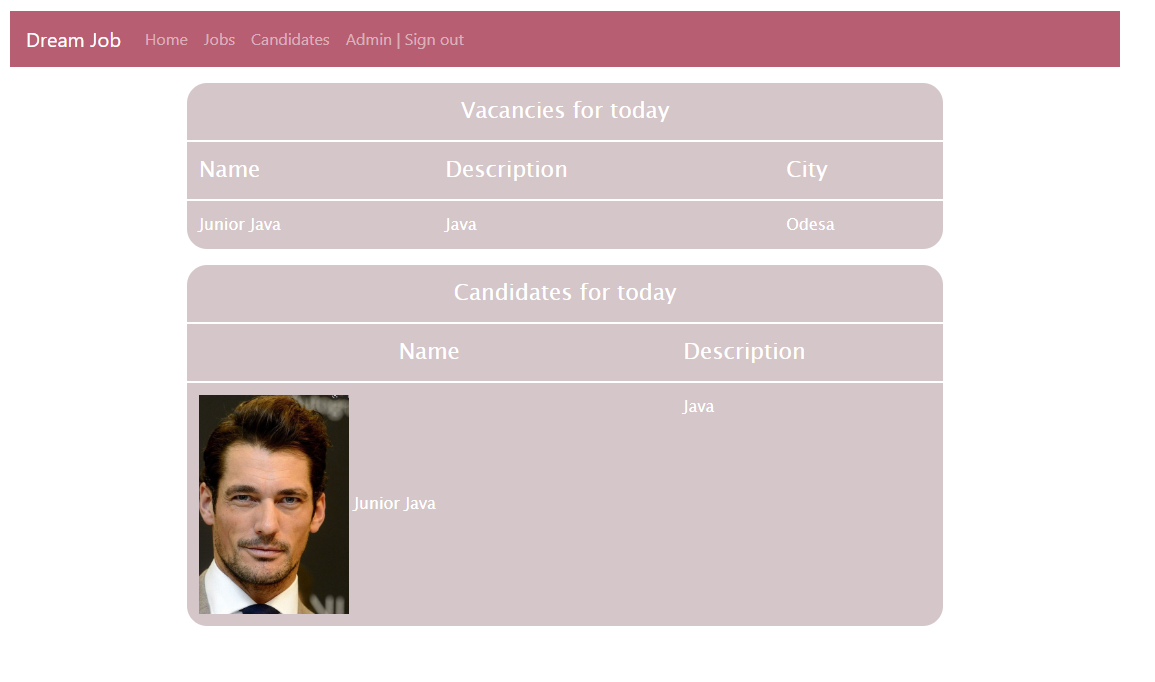 Dream Job Home Jobs Candidates Admin | Sign out
Vacancies for today
Name Description City
Junior Java Java Odesa
Candidates for today
Name Description
Java
Junior Java